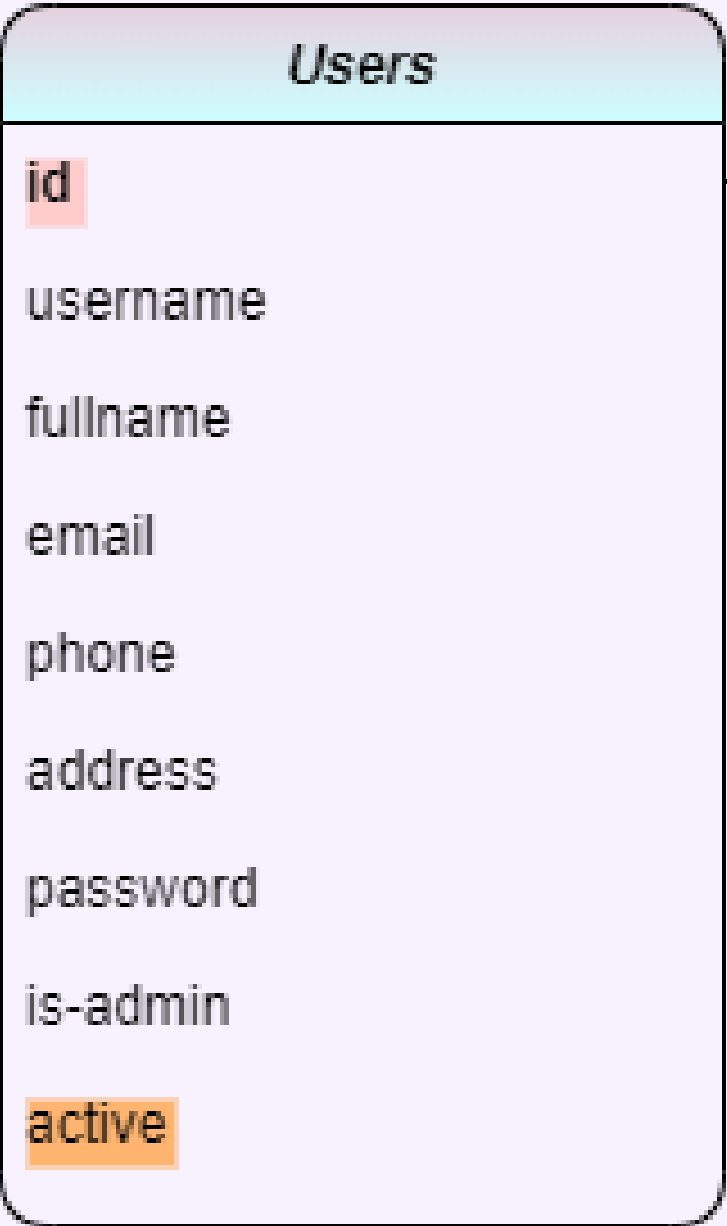 Users
id
username
fullname
email
phone
address
password
is-admin
active